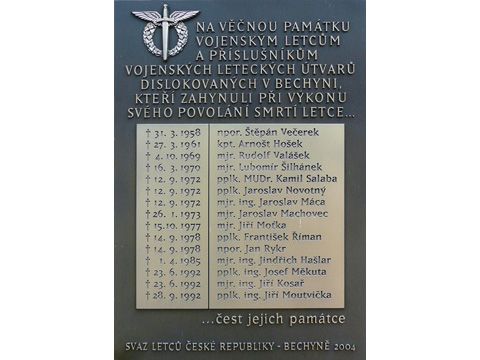 NA VĚČNOU PAMÁTKU
VOJENSKÝM LETCŮM
A PŘÍSLUŠNÍKŮM
VOJENSKÝCH LETECKÝCH ÚTVARŮ
DISLOKOVANÝCH V BECHYNI,
KTEŘÍ ZAHYNULI PŘI VÝKONU
SVÉHO POVOLÁNÍ SMRTÍ LETCE...
† 31. 3. 1958 npor. Štěpán Večerek
† 27. 3. 1961 kpt. Arnošt Hošek
† 4. 10. 1969 mjr. Rudolf Valášek
† 16. 3. 1970 mjr. Lubomír Šilhánek
† 12. 9. 1972 pplk. MUDr. Kamil Salaba
† 12. 9. 1972 pplk. Jaroslav Novotný
† 12. 9. 1972 mjr. ing. Jaroslav Máca
† 26. 1. 1973 mjr. Jaroslav Machovec
† 15. 10. 1977 mjr. Jiří Moťka
† 14. 9. 1978 pplk. František Říman
† 14. 9. 1978 npor. Jan Rykr
† 1. 4. 1985 mjr. ing. Jindřich Hašlar
† 23. 6. 1992 pplk. ing. Josef Měkuta
† 23. 6. 1992 mjr. ing. Jiří Kosař
† 28. 9. 1992 pplk. ing. Jiří Moutvička
...čest jejich památce
SVAZ LETCŮ ČESKÉ REPUBLIKY - BECHYNĚ 2004